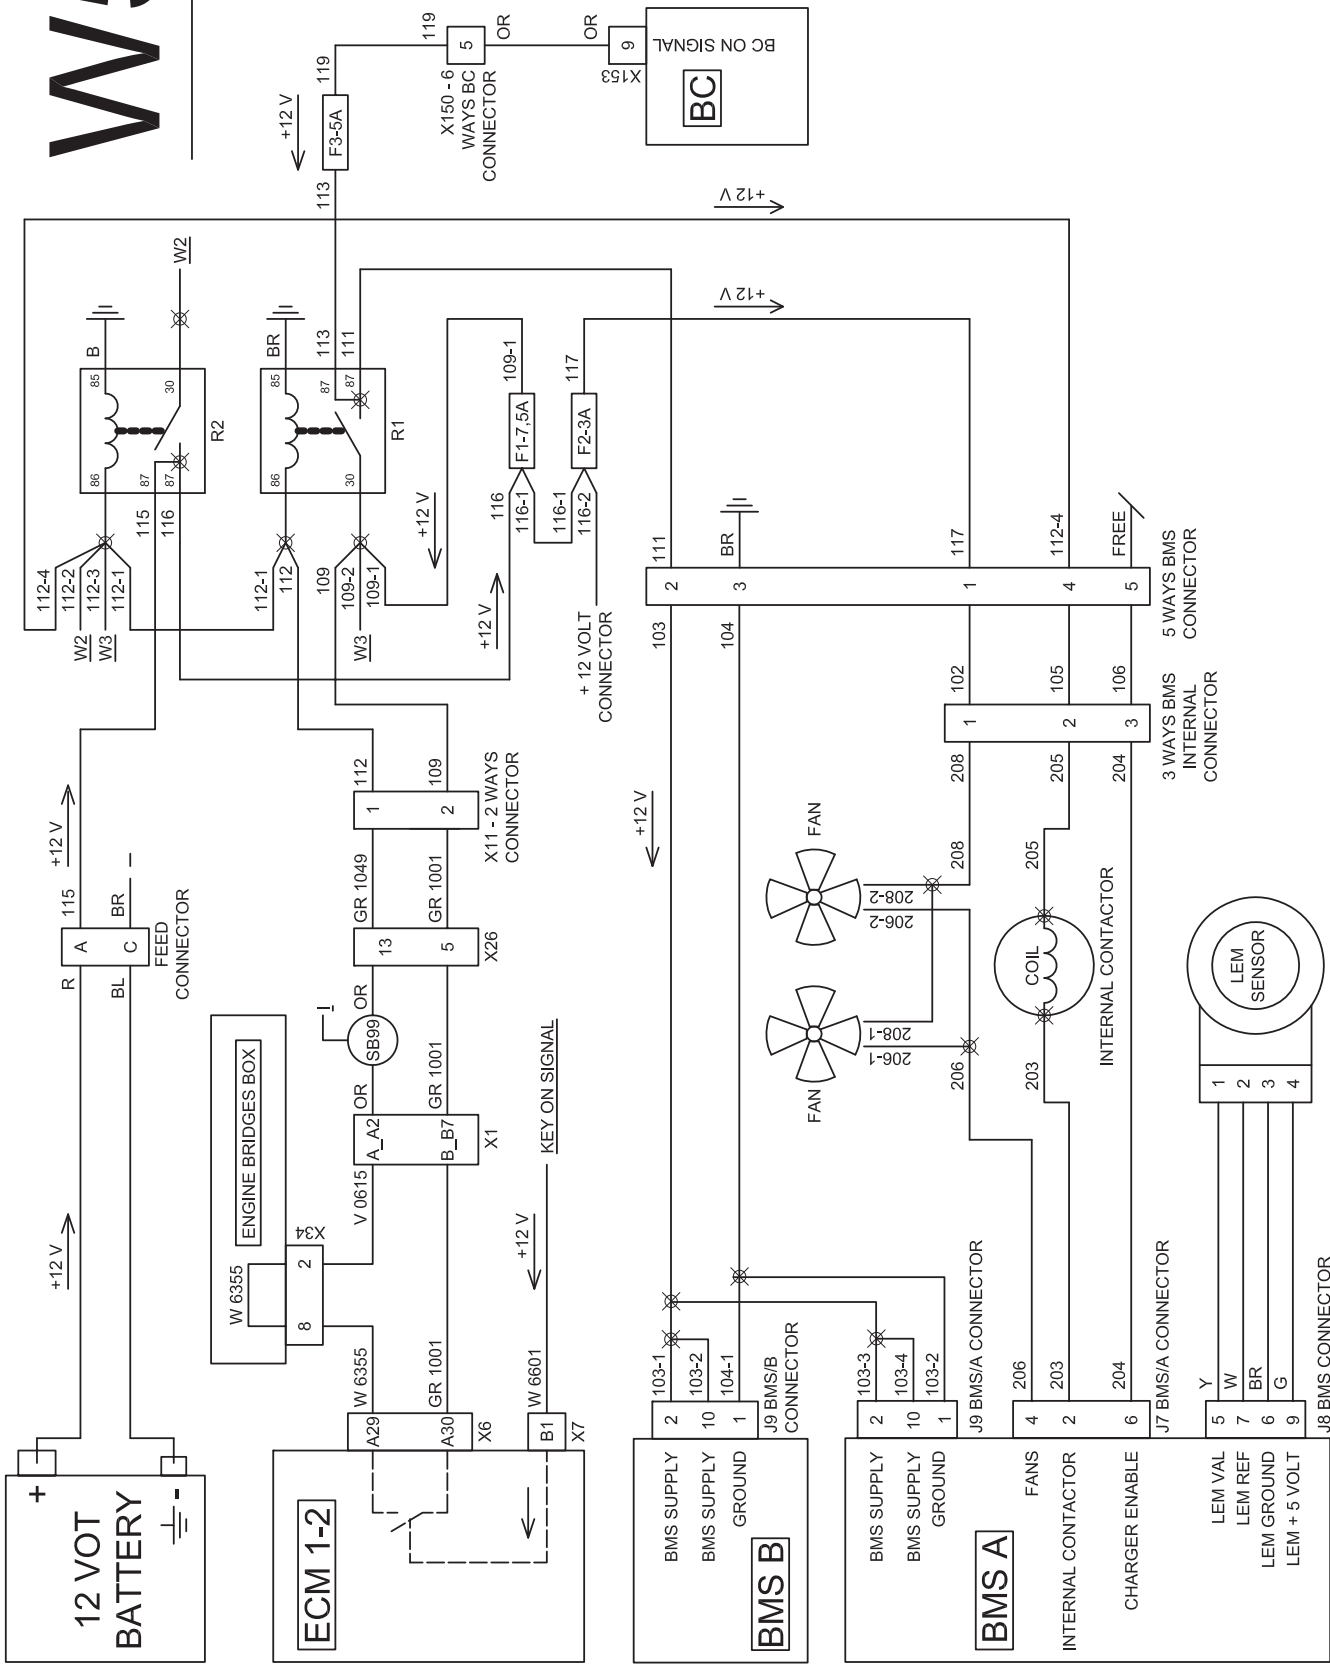 W
12 VOT
BATTERY
+
-
+12 V
R
BL
A
C
FEED
CONNECTOR
115
BR
+12 V
115
116
112-4
112-2
112-3
112-1
W2
W3
86
87
87
85
30
R2
B
W2
ENGINE BRIDGES BOX
W 6355
8
2
X34
ECM 1-2
A29
A30
X6
B1
X7
W 6355
GR 1001
W 6601
+12 V
KEY ON SIGNAL
V 0615
A_A2
B_B7
X1
OR
SB99
I
OR
GR 1001
13
5
X26
GR 1049
GR 1001
1
2
X11 - 2 WAYS
CONNECTOR
112
109
112-1
112
109
109-2
109-1
W3
86
30
85
87
87
R1
BR
113
111
113
F3-5A
+12 V
119
119
5
X150 - 6
WAYS BC
CONNECTOR
OR
OR
9
X153
BC ON SIGNAL
BC
+12 V
+12 V
116
116-1
F1-7,5A
109-1
116-1
116-2
F2-3A
117
+ 12 VOLT
CONNECTOR
+12 V
+12 V
BMS B
BMS SUPPLY
BMS SUPPLY
GROUND
2
10
1
J9 BMS/B
CONNECTOR
103-1
103-2
104-1
+12 V
103
104
2
3
1
4
5
111
BR
117
112-4
FREE
5 WAYS BMS
CONNECTOR
102
105
106
1
2
3
3 WAYS BMS
INTERNAL
CONNECTOR
208
205
204
BMS A
BMS SUPPLY
BMS SUPPLY
GROUND
2
10
1
J9 BMS/A CONNECTOR
103-3
103-4
103-2
FANS
INTERNAL CONTACTOR
CHARGER ENABLE
4
2
6
J7 BMS/A CONNECTOR
206
203
204
FAN
208-1
206-1
206
FAN
208-2
206-2
208
203
COIL
205
INTERNAL CONTACTOR
LEM VAL
LEM REF
LEM GROUND
LEM + 5 VOLT
5
7
6
9
J8 BMS CONNECTOR
Y
W
BR
G
1
2
3
4
LEM
SENSOR